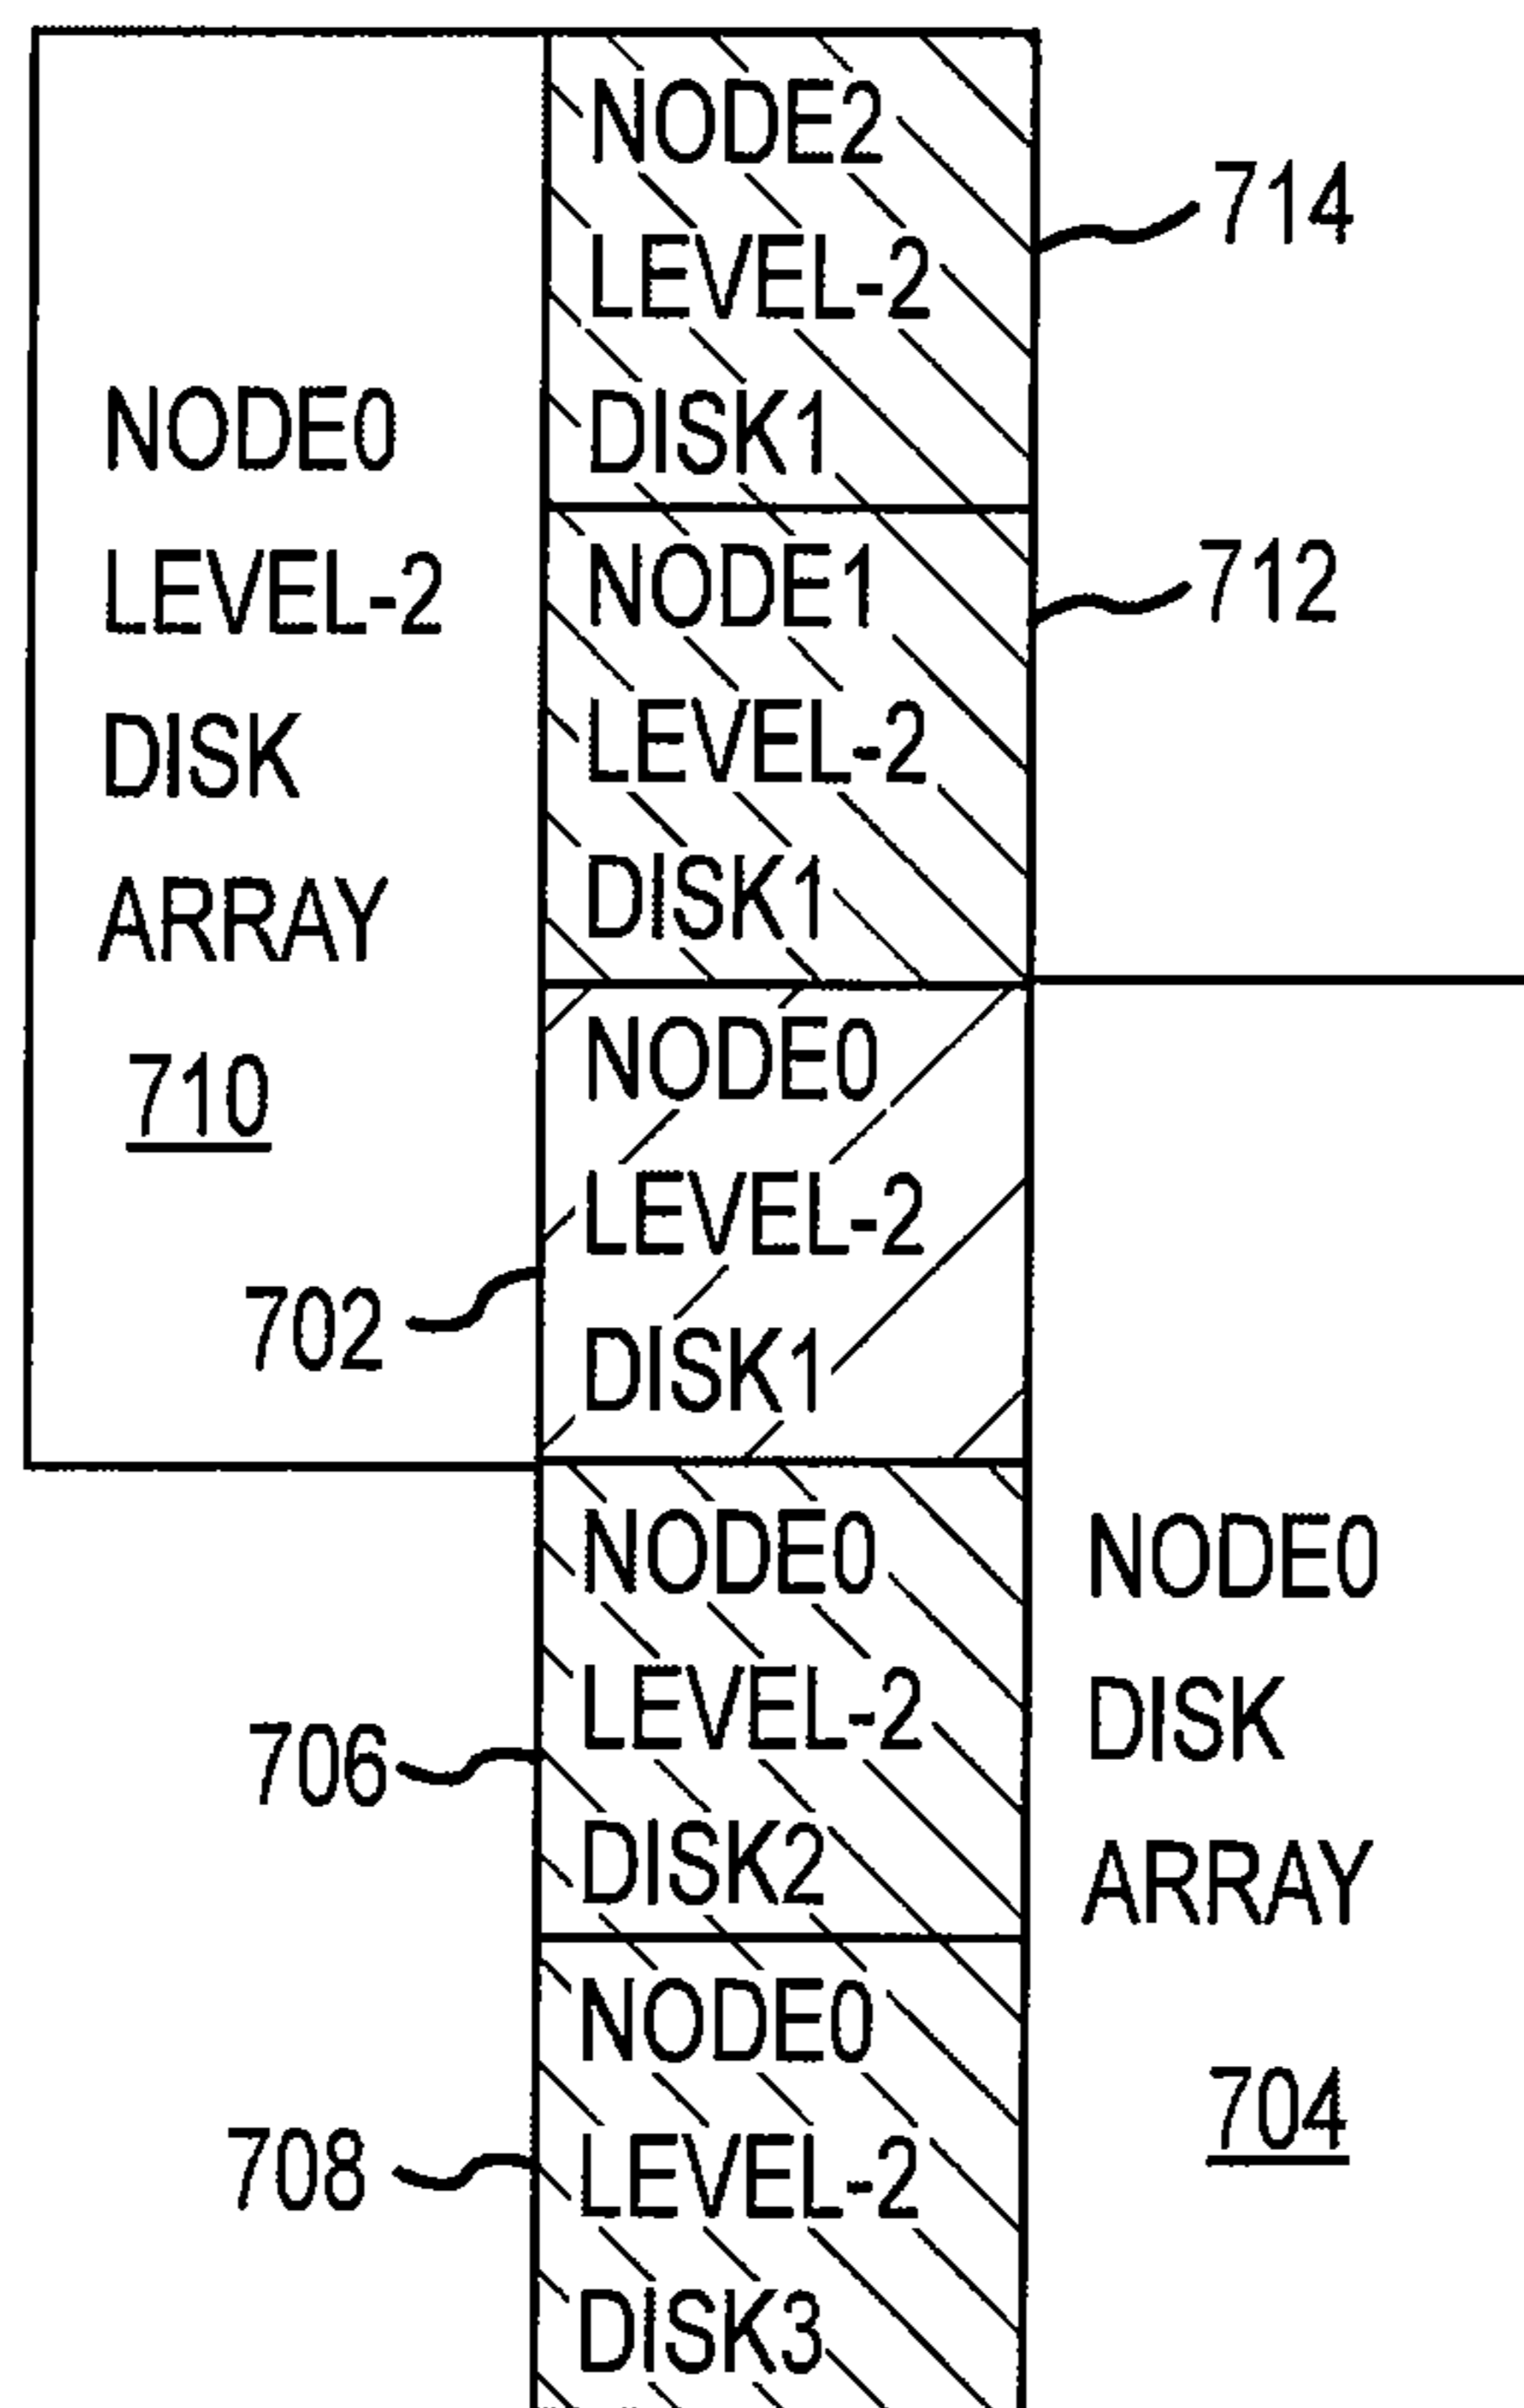 NODE2
LEVEL-2
DISK1
714
NODE1
LEVEL-2
DISK1
712
NODE0
LEVEL-2
DISK
ARRAY
710
NODE0
LEVEL-2
DISK1
702
NODE0
LEVEL-2
DISK2
706
NODE0
LEVEL-2
DISK3
708
NODE0
DISK
ARRAY
704